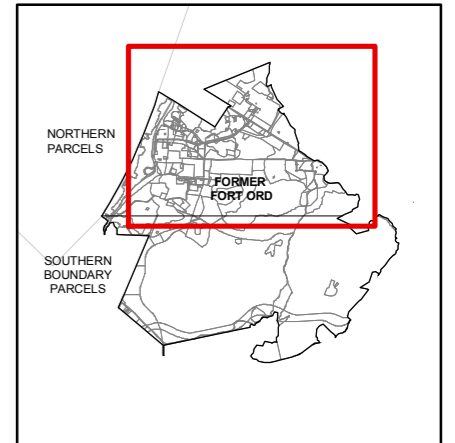 NORTHERN
PARCELS
FORMER
FORT ORD
SOUTHERN
BOUNDARY
PARCELS